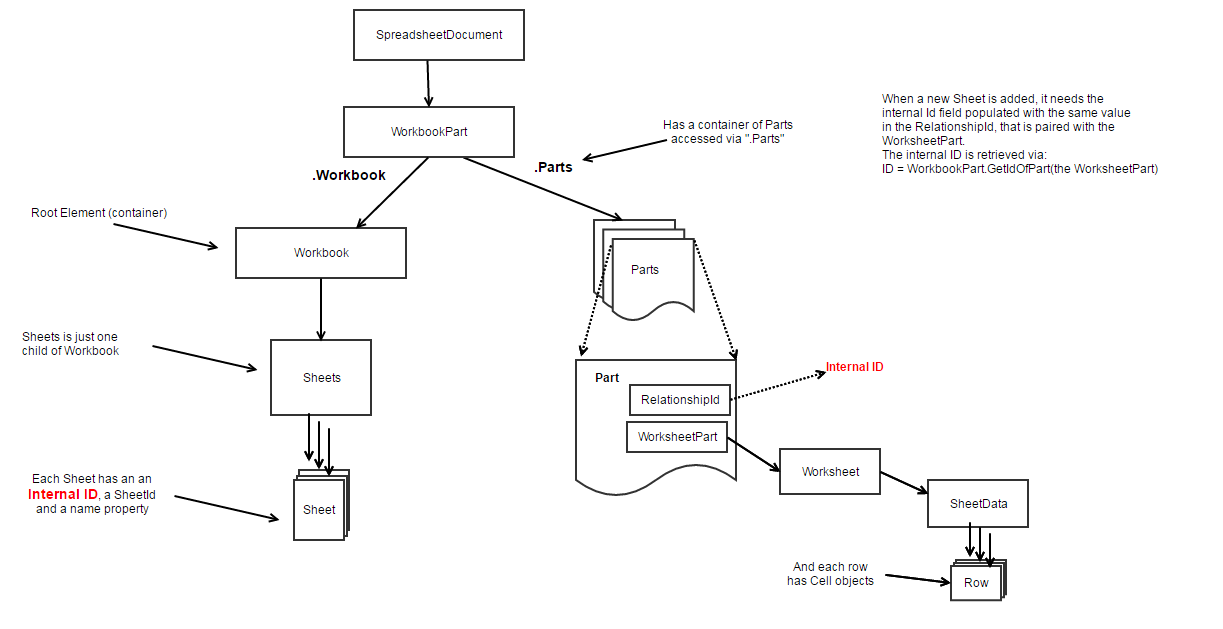 SpreadsheetDocument
WorkbookPart
When a new Sheet is added, it needs the
internal Id field populated with the same value
in the RelationshipId, that is paired with the
WorksheetPart.
The internal ID is retrieved via:
ID = WorkbookPart.GetIdOfPart(the WorksheetPart)
Has a container of Parts
accessed via ".Parts"
.Workbook
.Parts
Root Element (container)
Workbook
Parts
Sheets is just one
child of Workbook
Sheets
Part
RelationshipId
WorksheetPart
Internal ID
Worksheet
Each Sheet has an an
Internal ID, a SheetId
and a name property
Sheet
SheetData
And each row
has Cell objects
Row